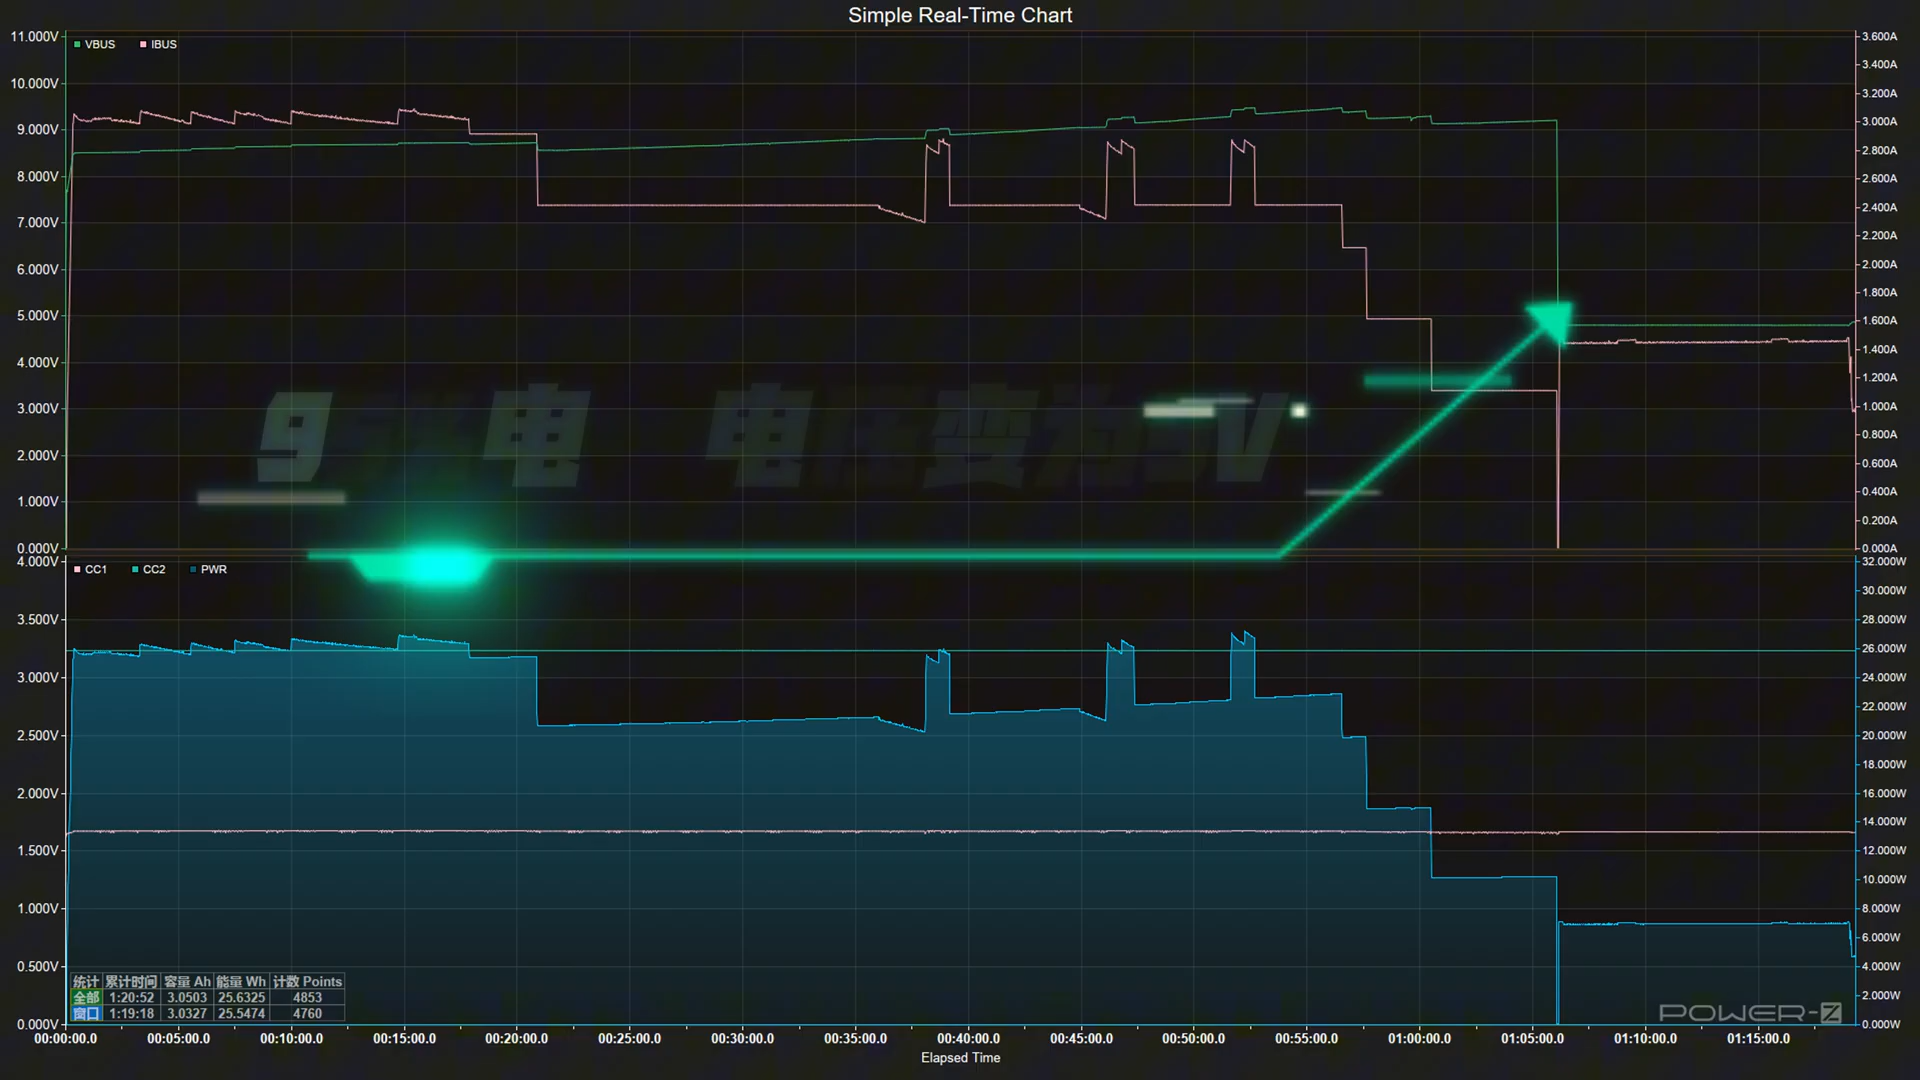 Simple Real-Time Chart
11.000V
10.000V
9.000V
8.000V
7.000V
6.000V
5.000V
4.000V
3.000V
2.000V
1.000V
0.000V
VBUS IBUS
3.600A
3.400A
3.200A
3.000A
2.800A
2.600A
2.400A
2.200A
2.000A
1.800A
1.600A
1.400A
1.200A
1.000A
0.800A
0.600A
0.400A
0.200A
0.000A
9 电 电 变为5V
4.000V
3.500V
3.000V
2.500V
2.000V
1.500V
1.000V
0.500V
0.000V
CC1 CC2 PWR
32.000W
30.000W
28.000W
26.000W
24.000W
22.000W
20.000W
18.000W
16.000W
14.000W
12.000W
10.000W
8.000W
6.000W
4.000W
2.000W
0.000W
统计 累计时间 容量 Ah 能量 Wh 计数 Points
全部 1:20:52 3.0503 25.6325 4853
窗口 1:19:18 3.0327 25.5474 4760
POWER-Z
00:00:00.0 00:05:00.0 00:10:00.0 00:15:00.0 00:20:00.0 00:25:00.0 00:30:00.0 00:35:00.0 00:40:00.0 00:45:00.0 00:50:00.0 00:55:00.0 01:00:00.0 01:05:00.0 01:10:00.0 01:15:00.0
Elapsed Time